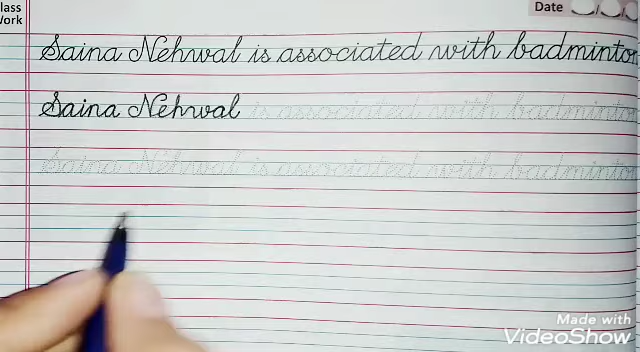 lass
Work
Date
Saina Nehwal is associated with badminton
Saina Nehwal is associated with badminton
Saina Nehwal is associated with badminton
Made with
VideoShow